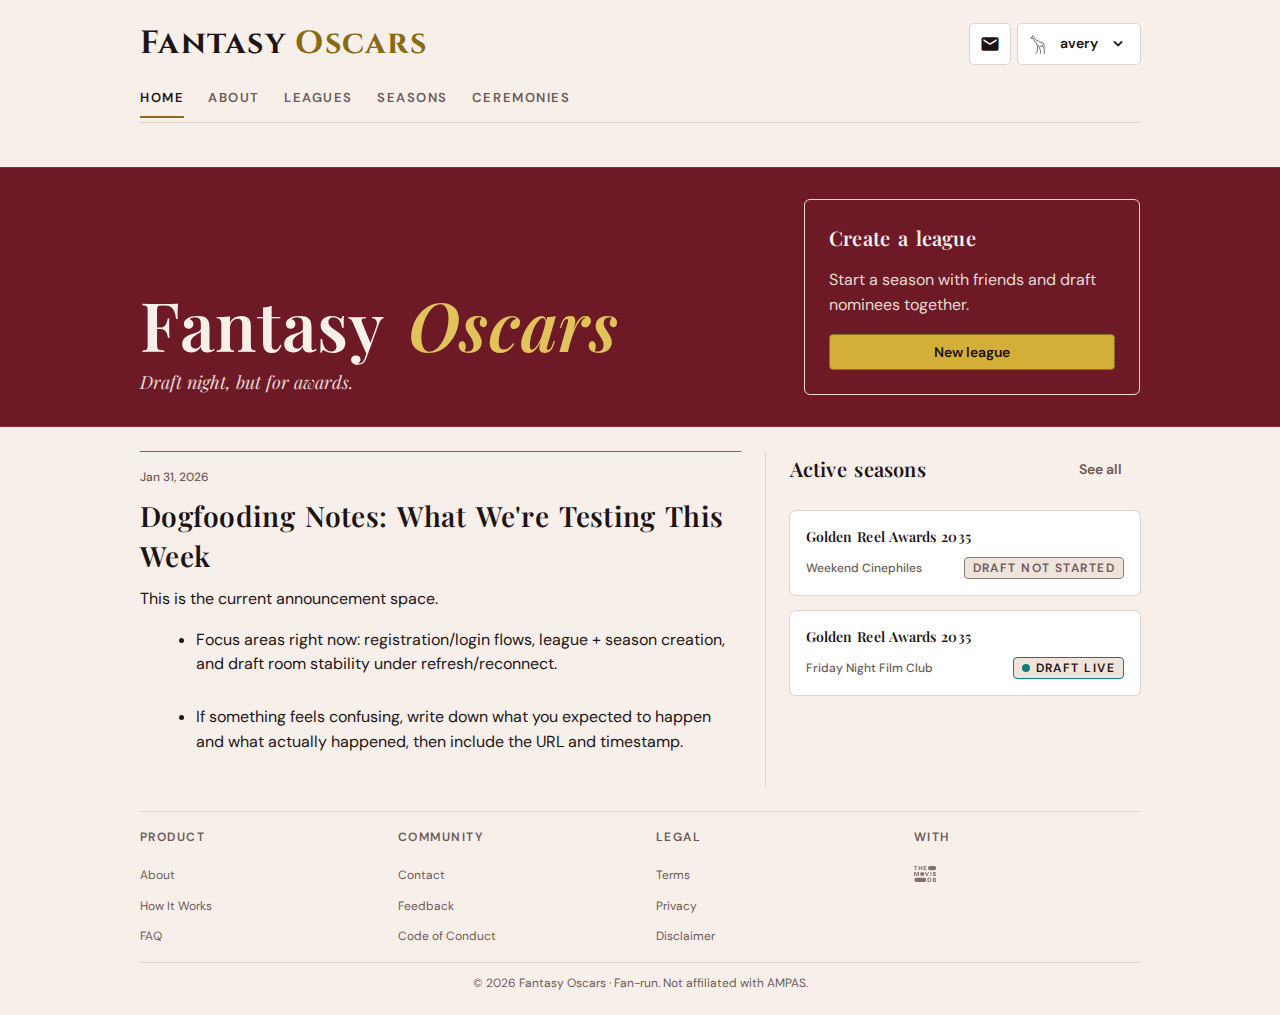 Fantasy Oscars
avery
HOME ABOUT LEAGUES SEASONS CEREMONIES
Fantasy Oscars
Draft night, but for awards.
Create a league
Start a season with friends and draft
nominees together.
New league
Jan 31, 2026
Dogfooding Notes: What We're Testing This
Week
This is the current announcement space.
• Focus areas right now: registration/login flows, league + season creation,
and draft room stability under refresh/reconnect.
• If something feels confusing, write down what you expected to happen
and what actually happened, then include the URL and timestamp.
Active seasons
See all
Golden Reel Awards 2035
Weekend Cinephiles
DRAFT NOT STARTED
Golden Reel Awards 2035
Friday Night Film Club
DRAFT LIVE
PRODUCT
About
How It Works
FAQ
COMMUNITY
Contact
Feedback
Code of Conduct
LEGAL
Terms
Privacy
Disclaimer
WITH
THE
MOVIE
DB
© 2026 Fantasy Oscars · Fan-run. Not affiliated with AMPAS.